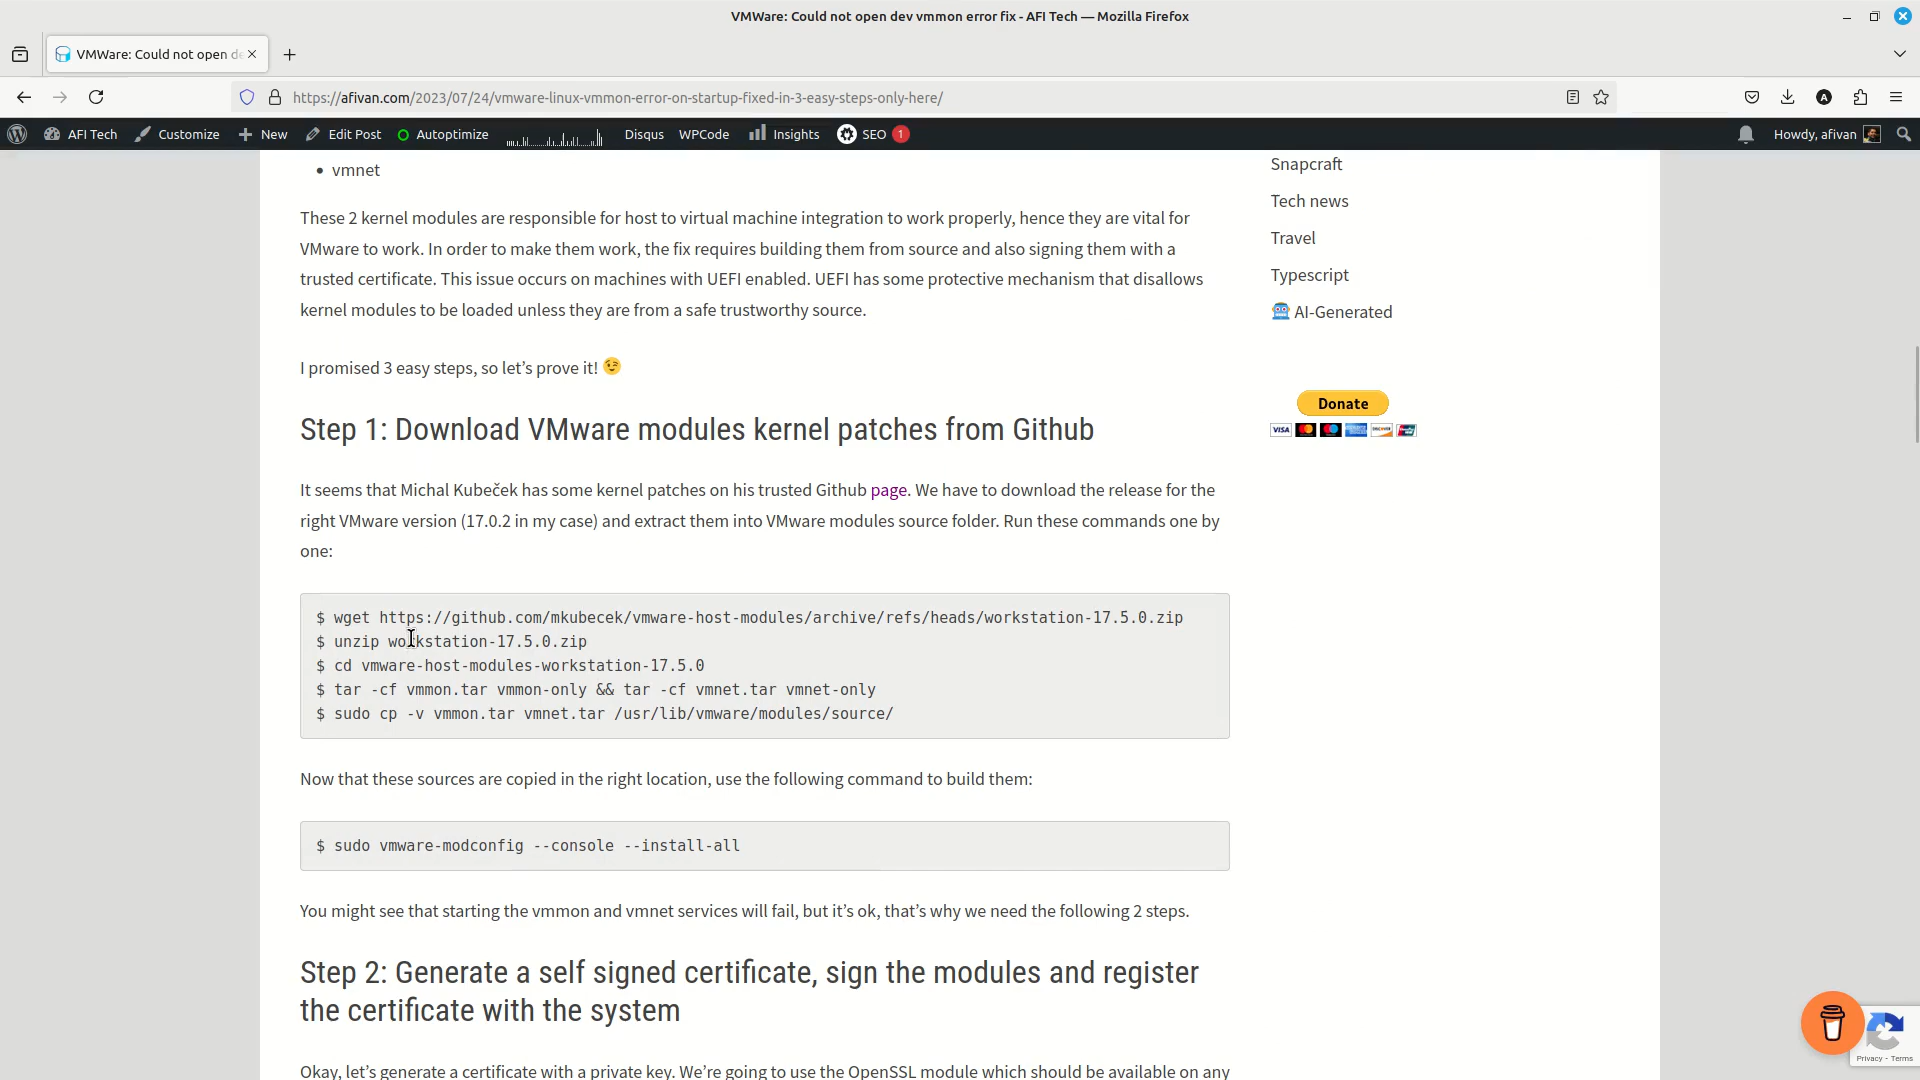 VMWare: Could not open dev vmmon error fix - AFI Tech — Mozilla Firefox
VMWare: Could not open d
https://afivan.com/2023/07/24/vmware-linux-vmmon-error-on-startup-fixed-in-3-easy-steps-only-here/
A
AFI Tech
Customize
New
Edit Post
Autoptimize
Disqus
WPCode
Insights
SEO
1
Howdy, afivan
• vmnet
These 2 kernel modules are responsible for host to virtual machine integration to work properly, hence they are vital for
VMware to work. In order to make them work, the fix requires building them from source and also signing them with a
trusted certificate. This issue occurs on machines with UEFI enabled. UEFI has some protective mechanism that disallows
kernel modules to be loaded unless they are from a safe trustworthy source.
I promised 3 easy steps, so let’s prove it! 😉
Step 1: Download VMware modules kernel patches from Github
It seems that Michal Kubeček has some kernel patches on his trusted Github page. We have to download the release for the
right VMware version (17.0.2 in my case) and extract them into VMware modules source folder. Run these commands one by
one:
$ wget https://github.com/mkubecek/vmware-host-modules/archive/refs/heads/workstation-17.5.0.zip
$ unzip workstation-17.5.0.zip
$ cd vmware-host-modules-workstation-17.5.0
$ tar -cf vmmon.tar vmmon-only && tar -cf vmnet.tar vmnet-only
$ sudo cp -v vmmon.tar vmnet.tar /usr/lib/vmware/modules/source/
Now that these sources are copied in the right location, use the following command to build them:
$ sudo vmware-modconfig --console --install-all
You might see that starting the vmmon and vmnet services will fail, but it’s ok, that’s why we need the following 2 steps.
Step 2: Generate a self signed certificate, sign the modules and register
the certificate with the system
Okay, let’s generate a certificate with a private key. We’re going to use the OpenSSL module which should be available on any
Snapcraft
Tech news
Travel
Typescript
🤖 AI-Generated
Donate
VISA
DISCOVER
Privacy - Terms